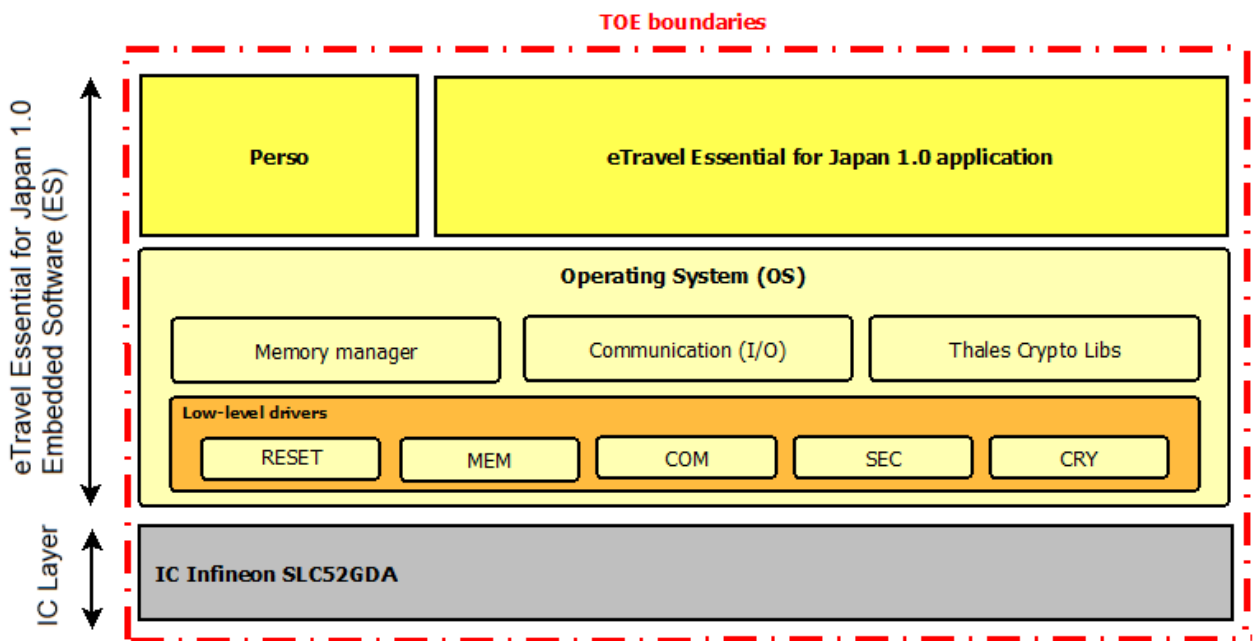 TOE boundaries
eTravel Essential for Japan 1.0
Embedded Software (ES)
Perso
eTravel Essential for Japan 1.0 application
Operating System (OS)
Memory manager
Communication (I/O)
Thales Crypto Libs
Low-level drivers
RESET
MEM
COM
SEC
CRY
IC Layer
IC Infineon SLC52GDA